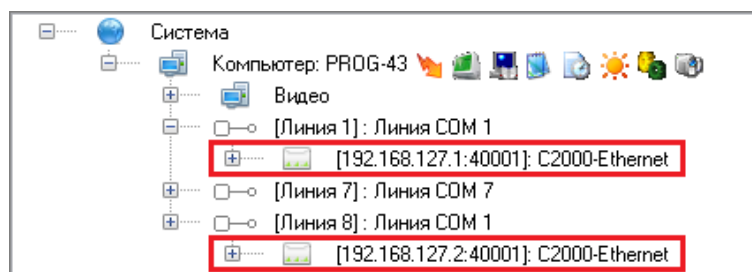 Система
Компьютер: PROG-43
Видео
[Линия 1] : Линия COM 1
[192.168.127.1:40001]: C2000-Ethernet
[Линия 7] : Линия COM 7
[Линия 8] : Линия COM 1
[192.168.127.2:40001]: C2000-Ethernet